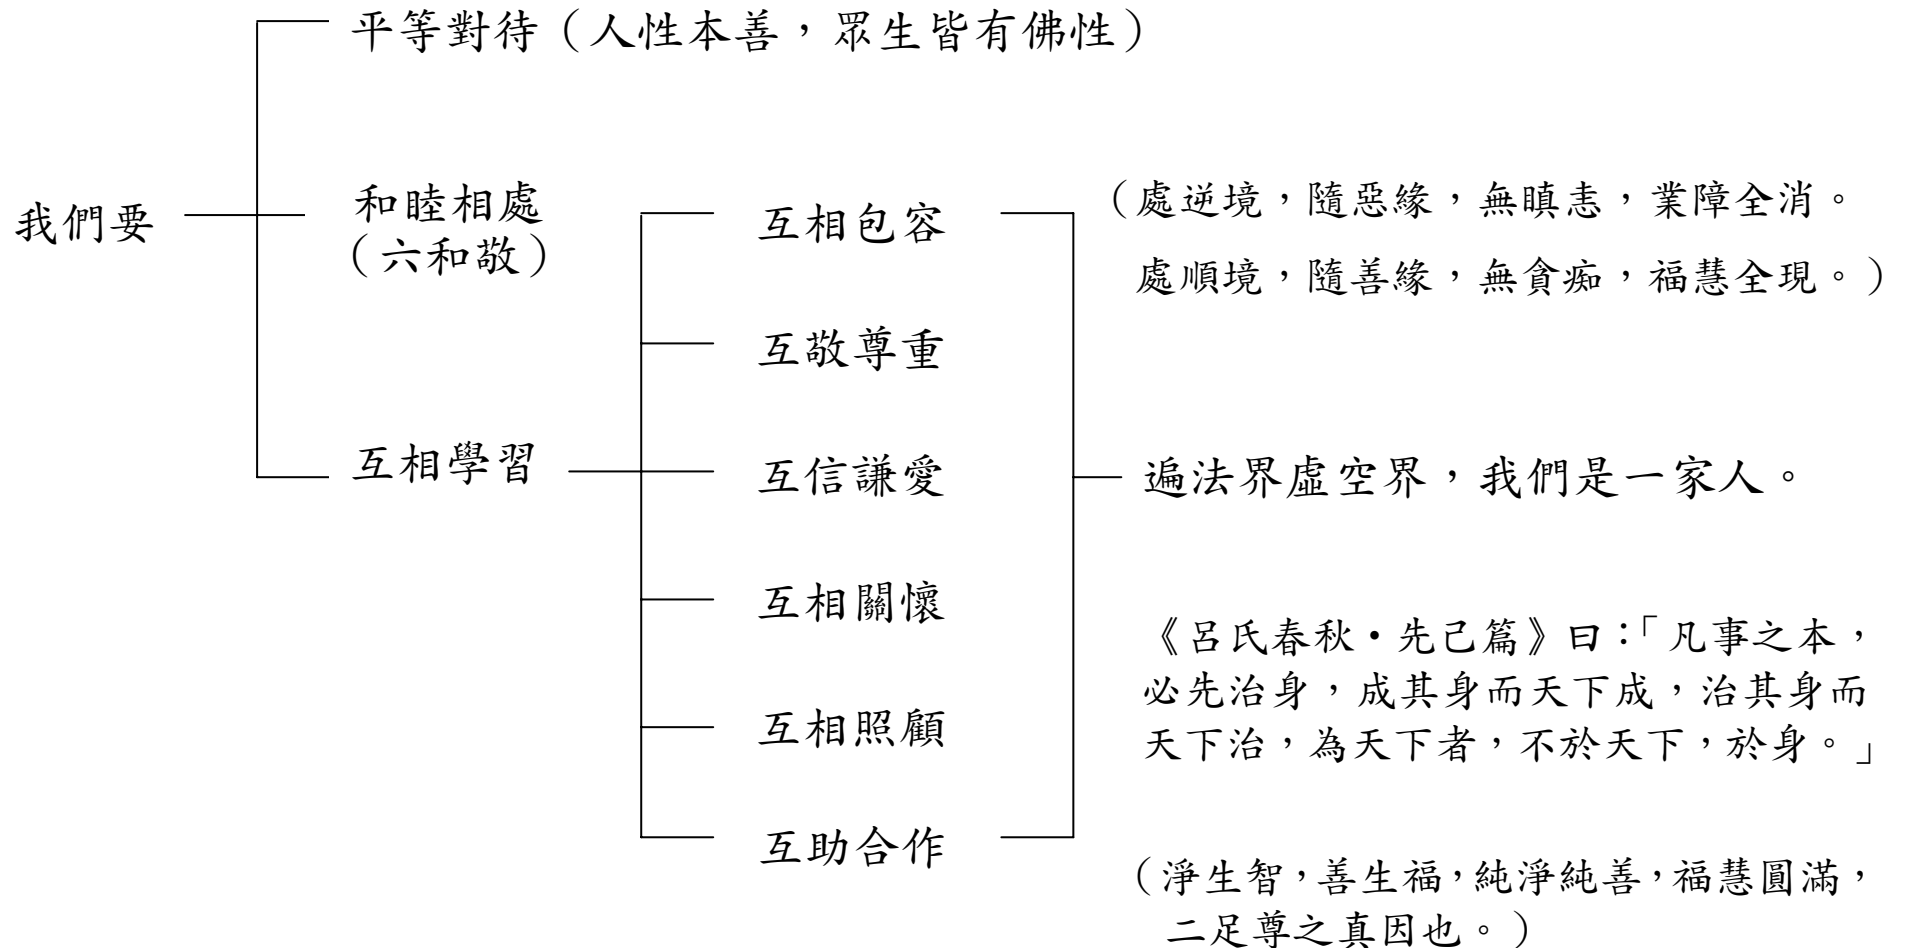 平等對待（人性本善，眾生皆有佛性）
我們要
和睦相處
（六和敬）
互相學習
互相包容
互敬尊重
互信謙愛
互相關懷
互相照顧
互助合作
（處逆境，隨惡緣，無瞋恚，業障全消。
處順境，隨善緣，無貪痴，福慧全現。）
遍法界虛空界，我們是一家人。
《呂氏春秋•先己篇》曰：「凡事之本，
必先治身，成其身而天下成，治其身而
天下治，為天下者，不於天下，於身。」
（淨生智，善生福，純淨純善，福慧圓滿，
二足尊之真因也。）